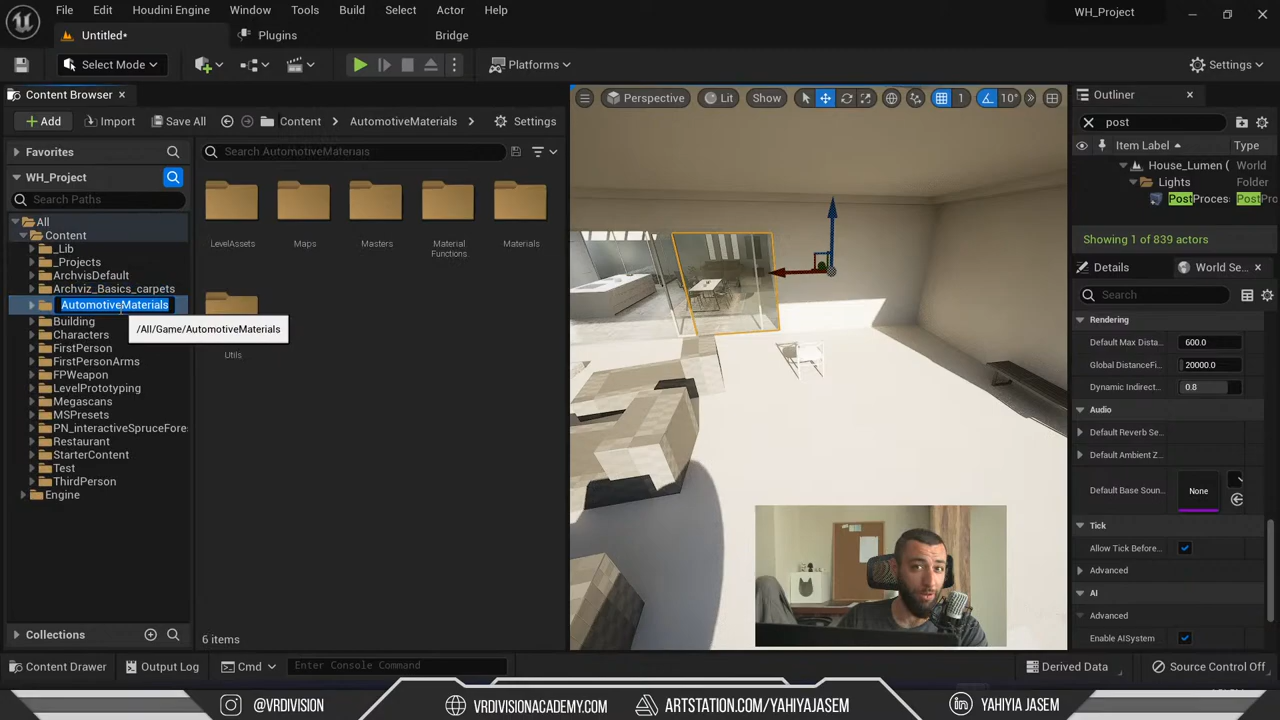 File Edit Houdini Engine Window Tools Build Select Actor Help
WH_Project
Untitled* Plugins Bridge
Select Mode Platforms Settings
Content Browser
Add Import Save All Content AutomotiveMaterials Settings
Favorites
Search AutomotiveMaterials
WH_Project
Search Paths
All
Content
_Lib
_Projects
ArchvisDefault
Archviz_Basics_carpets
AutomotiveMaterials
Building
Characters
FirstPerson
FirstPersonArms
FPWeapon
LevelPrototyping
Megascans
MSPresets
PN_interactiveSpruceFore
Restaurant
StarterContent
Test
ThirdPerson
Engine
/All/Game/AutomotiveMaterials
LevelAssets
Maps
Masters
Material
Functions
Materials
Utils
6 items
Collections
Perspective Lit Show 1 10°
Outliner
post
Item Label Type
House_Lumen ( World
Lights Folder
PostProces Post Pro
Showing 1 of 839 actors
Details World Se...
Search
Rendering
Default Max Dista... 600.0
Global DistanceFi... 20000.0
Dynamic Indirect... 0.8
Audio
Default Reverb Se...
Default Ambient Z...
Default Base Soun... None
Tick
Allow Tick Before...
Advanced
AI
Advanced
Enable AISystem
Content Drawer Output Log Cmd Enter Console Command Derived Data Source Control Off
@VRDIVISION VRDIVISIONACADEMY.COM ARTSTATION.COM/YAHIYAJASEM YAHIYIA JASEM